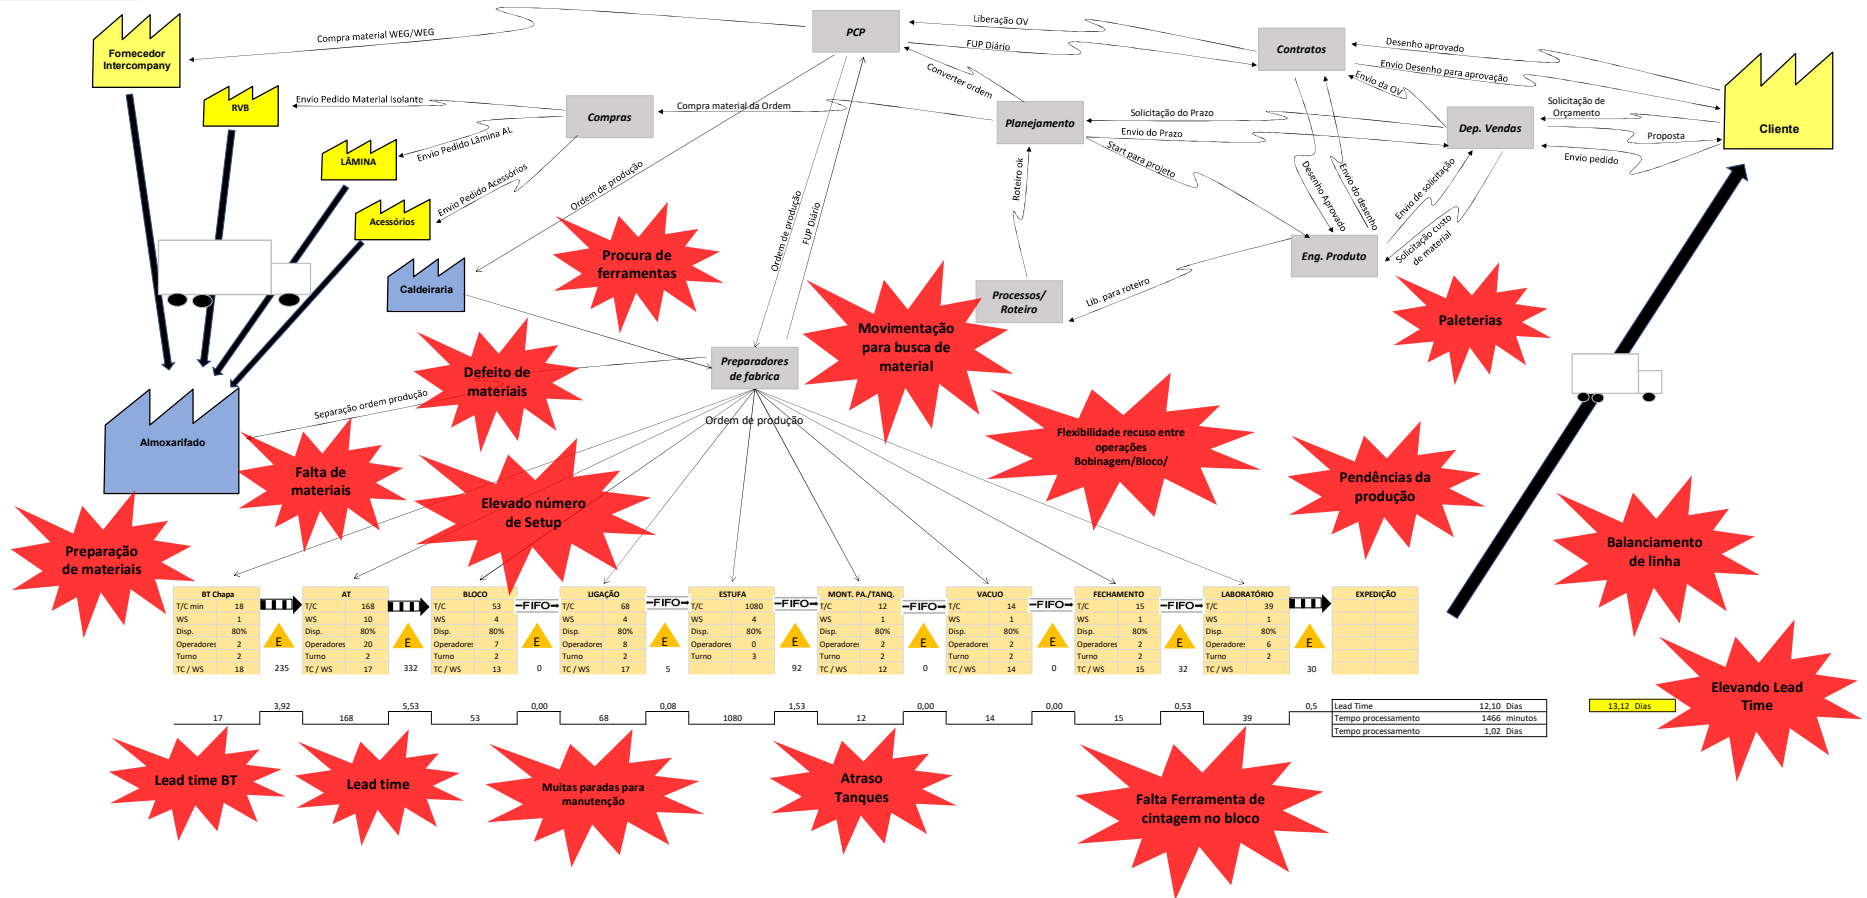 Fornecedor
Intercompany
Compra material WEG/WEG
PCP
Liberação OV
FUP Diário
Contratos
Desenho aprovado
Envio Desenho para aprovação
Envio da OV
Converter ordem
RVB
Envio Pedido Material Isolante
Compras
Compra material da Ordem
Planejamento
Solicitação do Prazo
Envio do Prazo
Start para projeto
Dep. Vendas
Solicitação de
Orçamento
Proposta
Envio pedido
Cliente
LÂMINA
Envio Pedido Lâmina AL
Envio Pedido Acessórios
Acessórios
Ordem de produção
Ordem de produção
FUP Diário
Roteiro ok
Desenho Aprovado
Envio do desenho
Envio de solicitação
Solicitação custo
de material
Eng. Produto
Caldeiraria
Procura de
ferramentas
Processos/
Roteiro
Lib. para roteiro
Paleterias
Movimentação
para busca de
material
Preparadores
de fabrica
Defeito de
materiais
Separação ordem produção
Ordem de produção
Almoxarifado
Flexibilidade recuso entre
operações
Bobinagem/Bloco/
Falta de
materiais
Elevado número
de Setup
Pendências da
produção
Preparação
de materiais
Balanciamento
de linha
BT Chapa
T/C min 18
WS 1
Disp. 80%
Operadores 2
Turno 2
TC / WS 18
E
235
AT
T/C 168
WS 10
Disp. 80%
Operadores 20
Turno 2
TC / WS 17
E
332
BLOCO
T/C 53
WS 4
Disp. 80%
Operadores 7
Turno 2
TC / WS 13
FIFO
E
0
LIGAÇÃO
T/C 68
WS 4
Disp. 80%
Operadores 8
Turno 2
TC / WS 17
FIFO
E
5
ESTUFA
T/C 1080
WS 4
Disp. 80%
Operadores 0
Turno 3
FIFO
E
92
MONT. PA./TANQ.
T/C 12
WS 1
Disp. 80%
Operadores 2
Turno 2
TC / WS 12
FIFO
E
0
VACUO
T/C 14
WS 1
Disp. 80%
Operadores 2
Turno 2
TC / WS 14
FIFO
E
0
FECHAMENTO
T/C 15
WS 1
Disp. 80%
Operadores 2
Turno 2
TC / WS 15
FIFO
E
32
LABORATÓRIO
T/C 39
WS 1
Disp. 80%
Operadores 6
Turno 2
E
30
EXPEDIÇÃO
Elevando Lead
Time
3,92 5,53 0,00 0,08 1,53 0,00 0,00 0,53 0,5
17 168 53 68 1080 12 14 15 39
Lead Time 12,10 Dias
Tempo processamento 1466 minutos
Tempo processamento 1,02 Dias
13,12 Dias
Lead time BT
Lead time
Muitas paradas para
manutenção
Atraso
Tanques
Falta Ferramenta de
cintagem no bloco